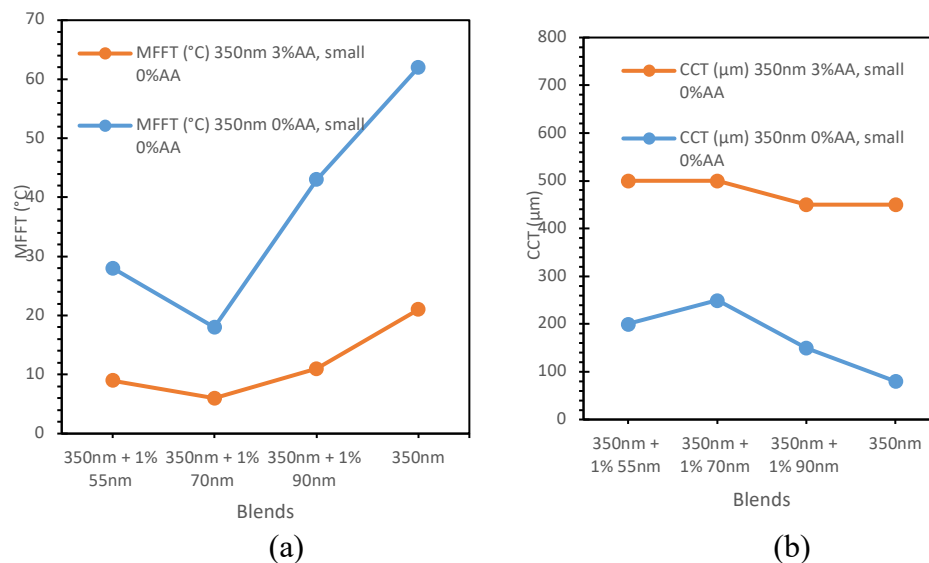 70
60
50
40
30
20
10
0
MFFT (°C)
MFFT (°C) 350nm 3%AA, small
0%AA
MFFT (°C) 350nm 0%AA, small
0%AA
350nm + 1%
55nm
350nm + 1%
70nm
350nm + 1%
90nm
350nm
Blends
(a)
800
700
600
500
400
300
200
100
0
CCT (μm)
CCT (μm) 350nm 3%AA, small
0%AA
CCT (μm) 350nm 0%AA, small
0%AA
350nm +
1% 55nm
350nm +
1% 70nm
350nm +
1% 90nm
350nm
Blends
(b)